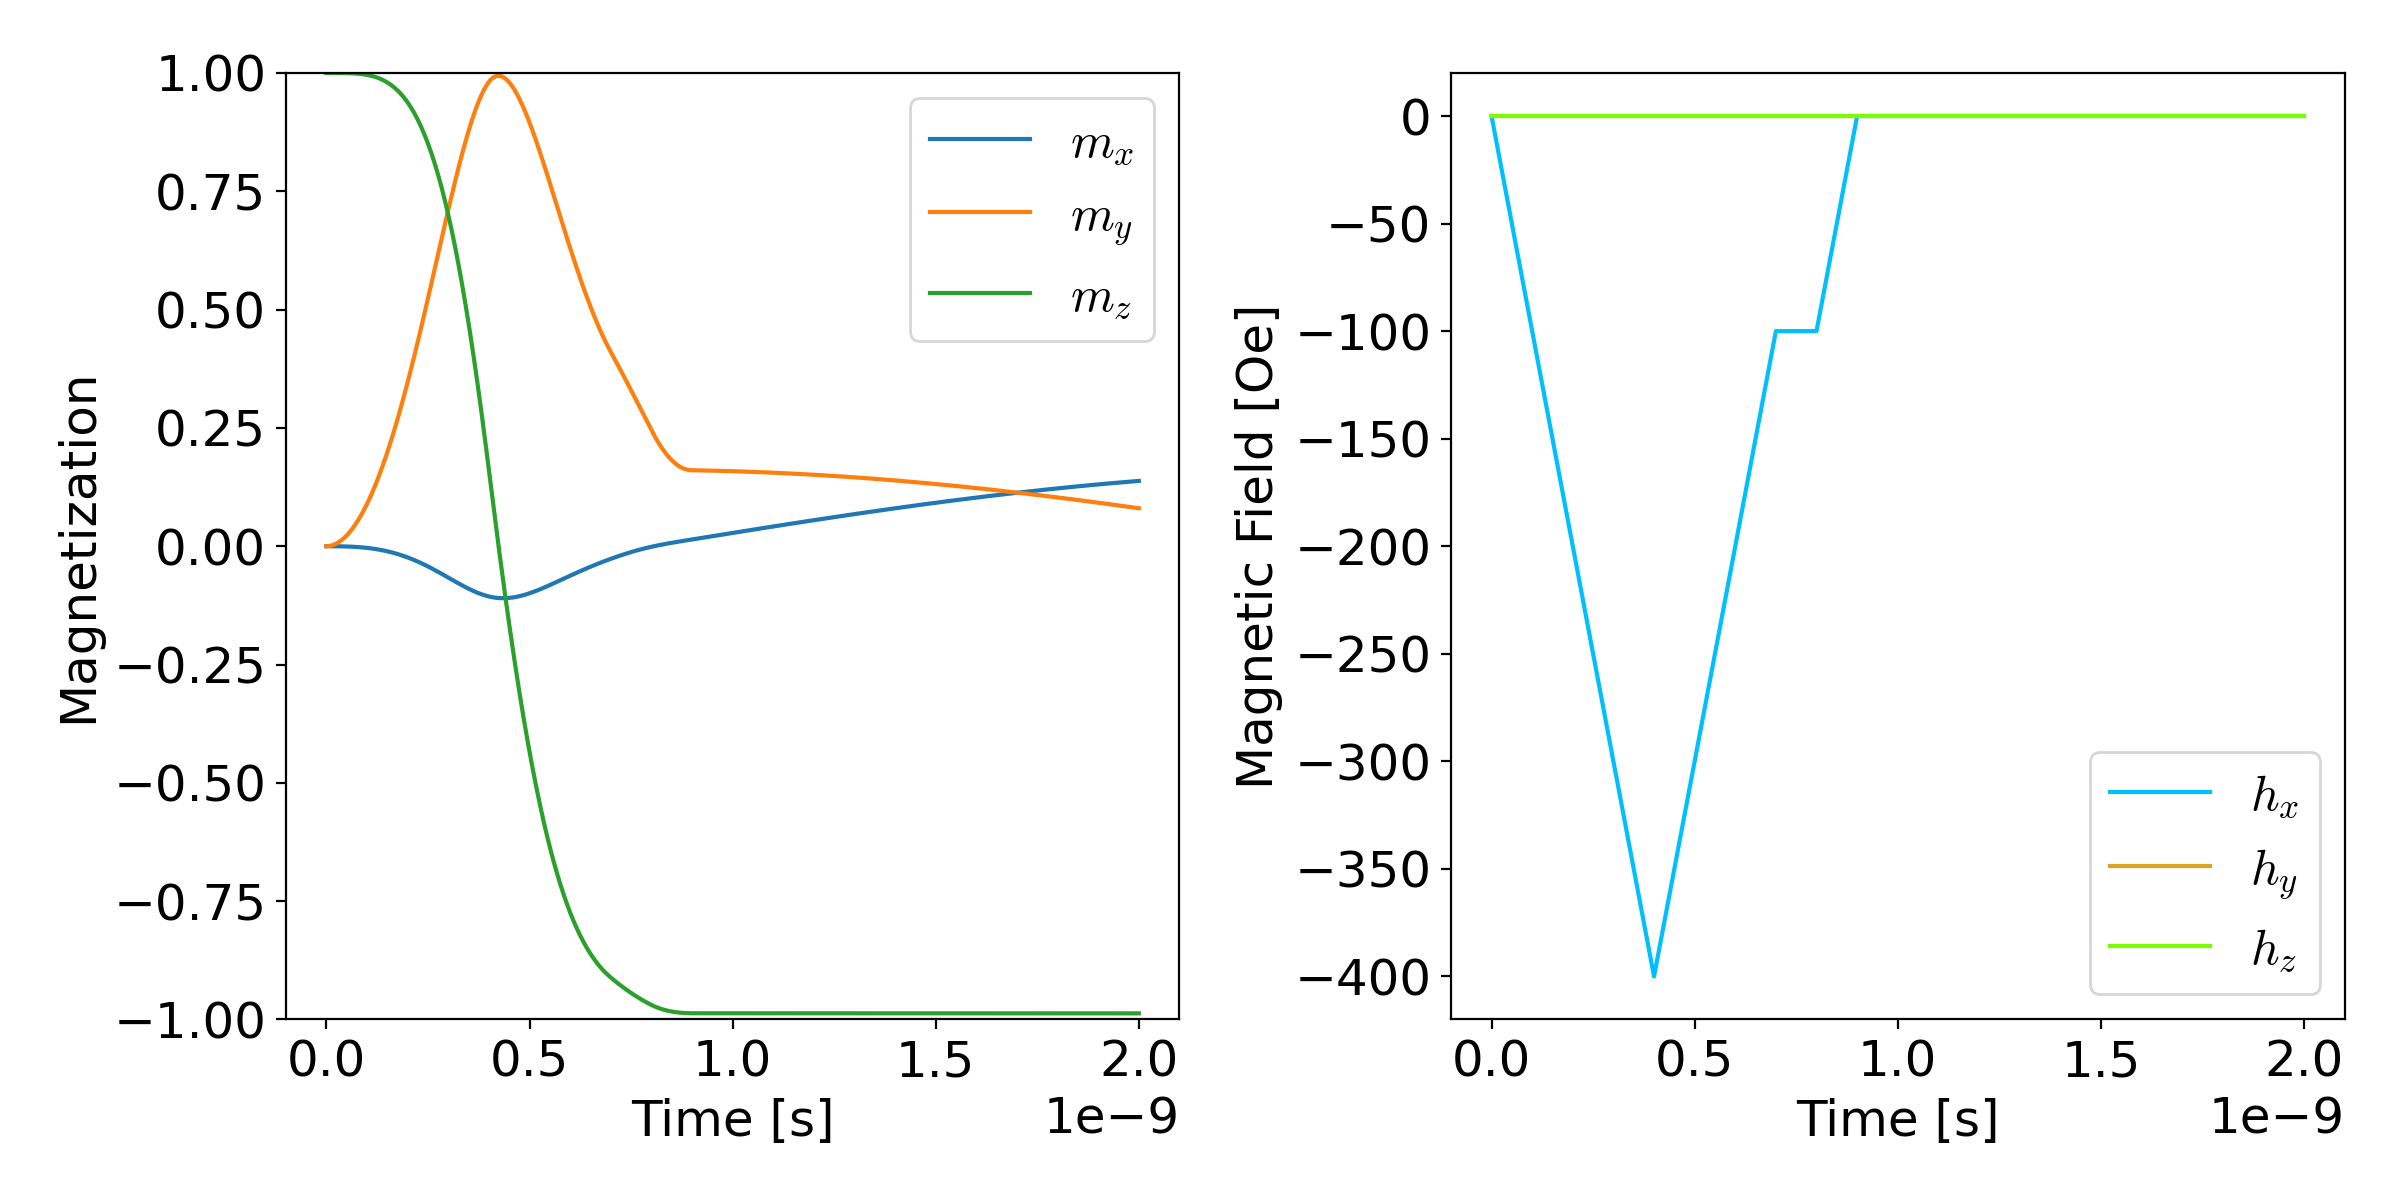 1.00
0.75
0.50
0.25
0.00
−0.25
−0.50
−0.75
−1.00
Magnetization
0.0 0.5 1.0 1.5 2.0
Time [s]
1e−9
m_x
m_y
m_z
0
−50
−100
−150
−200
−250
−300
−350
−400
Magnetic Field [Oe]
0.0 0.5 1.0 1.5 2.0
Time [s]
1e−9
h_x
h_y
h_z